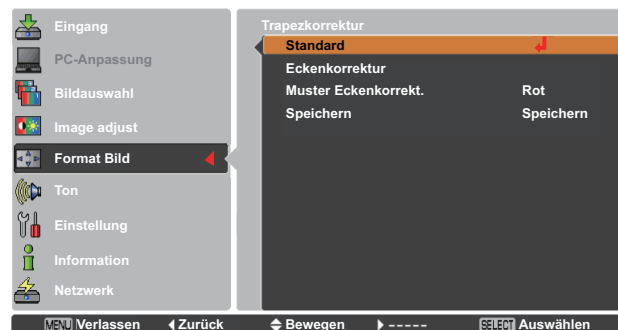 Eingang
PC-Anpassung
Bildauswahl
Image adjust
Format Bild
Ton
Einstellung
Information
Netzwerk
Trapezkorrektur
Standard
Eckenkorrektur
Muster Eckenkorrekt. Rot
Speichern Speichern
MENU Verlassen Zurück Bewegen ----- SELECT Auswählen